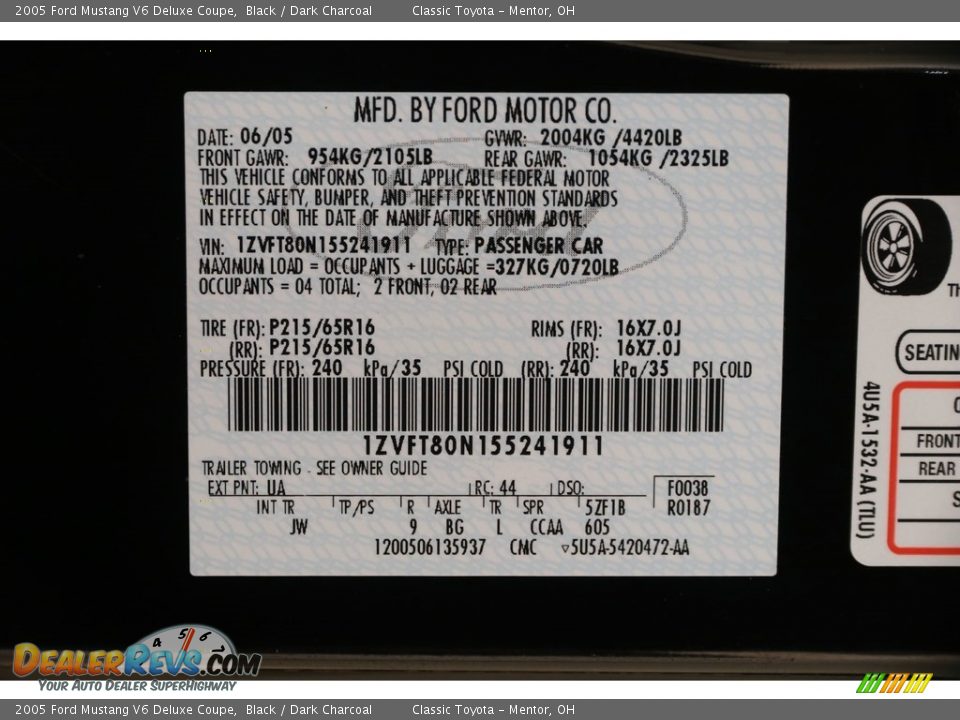 2005 Ford Mustang V6 Deluxe Coupe, Black / Dark Charcoal Classic Toyota - Mentor, OH
MFD. BY FORD MOTOR CO.
DATE: 06/05 GVWR: 2004KG /4420LB
FRONT GAWR: 954KG/2105LB REAR GAWR: 1054KG /2325LB
THIS VEHICLE CONFORMS TO ALL APPLICABLE FEDERAL MOTOR
VEHICLE SAFETY, BUMPER, AND THEFT PREVENTION STANDARDS
IN EFFECT ON THE DATE OF MANUFACTURE SHOWN ABOVE.
VIN: 1ZVFT80N155241911 TYPE: PASSENGER CAR
MAXIMUM LOAD = OCCUPANTS + LUGGAGE =327KG/0720LB
OCCUPANTS = 04 TOTAL; 2 FRONT, 02 REAR
TIRE (FR): P215/65R16 RIMS (FR): 16X7.0J
(RR): P215/65R16 (RR): 16X7.0J
PRESSURE (FR): 240 kPa/35 PSI COLD (RR): 240 kPa/35 PSI COLD
1ZVFT80N155241911
TRAILER TOWING - SEE OWNER GUIDE
EXT PNT: UA RC: 44 DSO: F0038
INT TR TP/PS R AXLE TR SPR 5ZF1B R0187
JW 9 BG L CCAA 605
1200506135937 CMC ▿5U5A-5420472-AA
TH
SEATIN
FRONT
REAR
4U5A-1532-AA (TLU)
4 5 6
DEALERREVS.COM
YOUR AUTO DEALER SUPERHIGHWAY
2005 Ford Mustang V6 Deluxe Coupe, Black / Dark Charcoal Classic Toyota - Mentor, OH